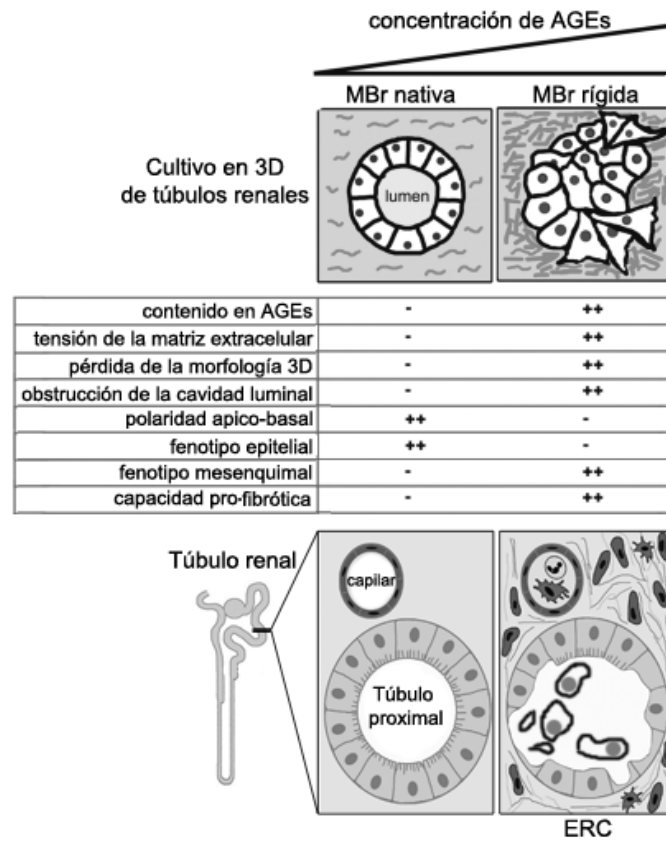 concentración de AGEs
MBr nativa MBr rígida
Cultivo en 3D
de túbulos renales
lumen
contenido en AGEs - ++
tensión de la matriz extracelular - ++
pérdida de la morfología 3D - ++
obstrucción de la cavidad luminal - ++
polaridad apico-basal ++ -
fenotipo epitelial ++ -
fenotipo mesenquimal - ++
capacidad pro-fibrótica - ++
Túbulo renal
capilar
Túbulo
proximal
ERC